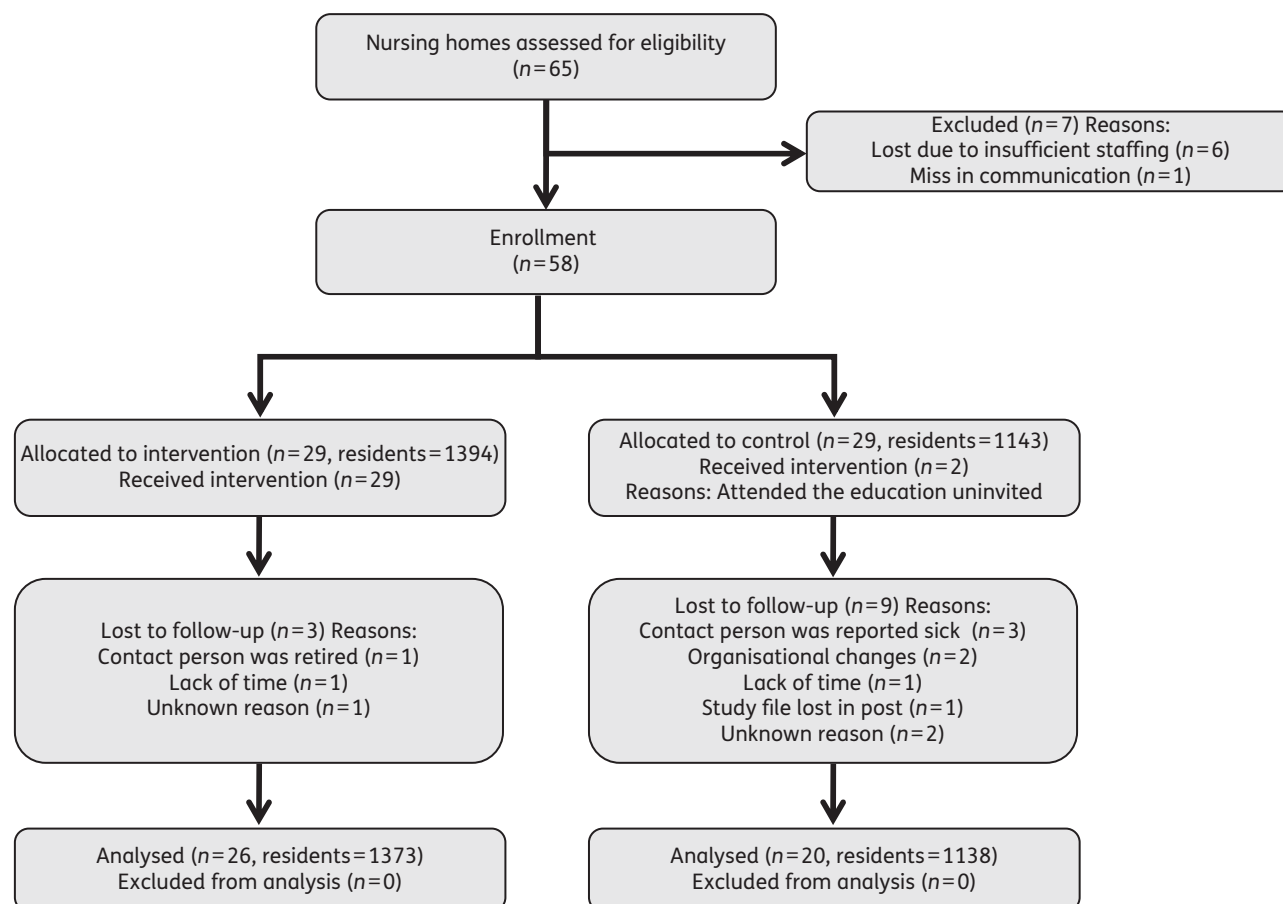 Nursing homes assessed for eligibility
(n=65)
Excluded (n=7) Reasons:
Lost due to insufficient staffing (n=6)
Miss in communication (n=1)
Enrollment
(n=58)
Allocated to intervention (n=29, residents=1394)
Received intervention (n=29)
Allocated to control (n=29, residents=1143)
Received intervention (n=2)
Reasons: Attended the education uninvited
Lost to follow-up (n=3) Reasons:
Contact person was retired (n=1)
Lack of time (n=1)
Unknown reason (n=1)
Lost to follow-up (n=9) Reasons:
Contact person was reported sick (n=3)
Organisational changes (n=2)
Lack of time (n=1)
Study file lost in post (n=1)
Unknown reason (n=2)
Analysed (n=26, residents=1373)
Excluded from analysis (n=0)
Analysed (n=20, residents=1138)
Excluded from analysis (n=0)